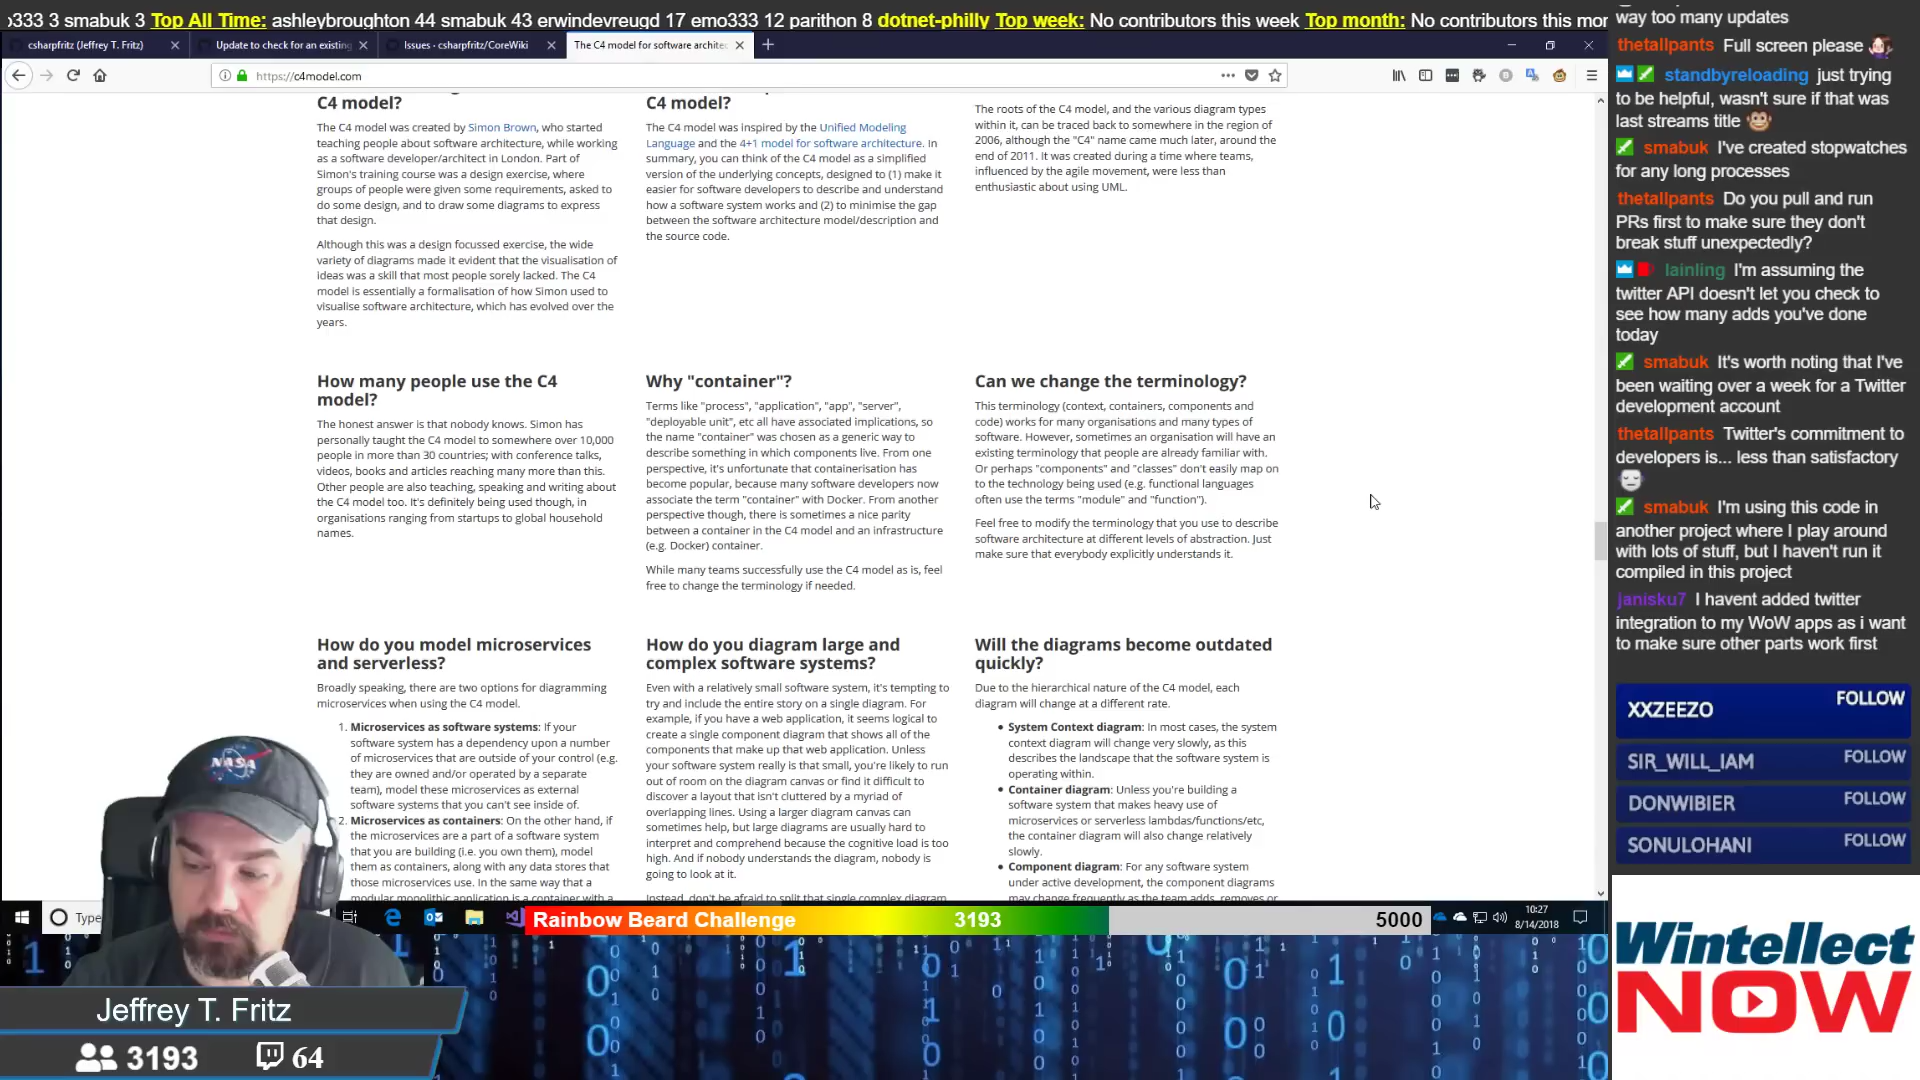 o333 3 smabuk 3 Top All Time: ashleybroughton 44 smabuk 43 erwindevreugd 17 emo333 12 parithon 8 dotnet-philly Top week: No contributors this week Top month: No contributors this mor
csharpfritz (Jeffrey T. Fritz)
Update to check for an existing
Issues · csharpfritz/CoreWiki
The C4 model for software archite
https://c4model.com
C4 model?
The C4 model was created by Simon Brown, who started
teaching people about software architecture, while working
as a software developer/architect in London. Part of
Simon's training course was a design exercise, where
groups of people were given some requirements, asked to
do some design, and to draw some diagrams to express
that design.
Although this was a design focussed exercise, the wide
variety of diagrams made it evident that the visualisation of
ideas was a skill that most people sorely lacked. The C4
model is essentially a formalisation of how Simon used to
visualise software architecture, which has evolved over the
years.
C4 model?
The C4 model was inspired by the Unified Modeling
Language and the 4+1 model for software architecture. In
summary, you can think of the C4 model as a simplified
version of the underlying concepts, designed to (1) make it
easier for software developers to describe and understand
how a software system works and (2) to minimise the gap
between the software architecture model/description and
the source code.
The roots of the C4 model, and the various diagram types
within it, can be traced back to somewhere in the region of
2006, although the "C4" name came much later, around the
end of 2011. It was created during a time where teams,
influenced by the agile movement, were less than
enthusiastic about using UML.
How many people use the C4
model?
The honest answer is that nobody knows. Simon has
personally taught the C4 model to somewhere over 10,000
people in more than 30 countries; with conference talks,
videos, books and articles reaching many more than this.
Other people are also teaching, speaking and writing about
the C4 model too. It's definitely being used though, in
organisations ranging from startups to global household
names.
Why "container"?
Terms like "process", "application", "app", "server",
"deployable unit", etc all have associated implications, so
the name "container" was chosen as a generic way to
describe something in which components live. From one
perspective, it's unfortunate that containerisation has
become popular, because many software developers now
associate the term "container" with Docker. From another
perspective though, there is sometimes a nice parity
between a container in the C4 model and an infrastructure
(e.g. Docker) container.
While many teams successfully use the C4 model as is, feel
free to change the terminology if needed.
Can we change the terminology?
This terminology (context, containers, components and
code) works for many organisations and many types of
software. However, sometimes an organisation will have an
existing terminology that people are already familiar with.
Or perhaps "components" and "classes" don't easily map on
to the technology being used (e.g. functional languages
often use the terms "module" and "function").
Feel free to modify the terminology that you use to describe
software architecture at different levels of abstraction. Just
make sure that everybody explicitly understands it.
How do you model microservices
and serverless?
Broadly speaking, there are two options for diagramming
microservices when using the C4 model.
1. Microservices as software systems: If your
software system has a dependency upon a number
of microservices that are outside of your control (e.g.
they are owned and/or operated by a separate
team), model these microservices as external
software systems that you can't see inside of.
2. Microservices as containers: On the other hand, if
the microservices are a part of a software system
that you are building (i.e. you own them), model
them as containers, along with any data stores that
those microservices use. In the same way that a
modular monolithic application is a container with a
How do you diagram large and
complex software systems?
Even with a relatively small software system, it's tempting to
try and include the entire story on a single diagram. For
example, if you have a web application, it seems logical to
create a single component diagram that shows all of the
components that make up that web application. Unless
your software system really is that small, you're likely to run
out of room on the diagram canvas or find it difficult to
discover a layout that isn't cluttered by a myriad of
overlapping lines. Using a larger diagram canvas can
sometimes help, but large diagrams are usually hard to
interpret and comprehend because the cognitive load is too
high. And if nobody understands the diagram, nobody is
going to look at it.
Instead, don't be afraid to split that single complex diagram
Will the diagrams become outdated
quickly?
Due to the hierarchical nature of the C4 model, each
diagram will change at a different rate.
• System Context diagram: In most cases, the system
context diagram will change very slowly, as this
describes the landscape that the software system is
operating within.
• Container diagram: Unless you're building a
software system that makes heavy use of
microservices or serverless lambdas/functions/etc,
the container diagram will also change relatively
slowly.
• Component diagram: For any software system
under active development, the component diagrams
may change frequently as the team adds, removes or
way too many updates
thetallpants Full screen please
standbyreloading just trying
to be helpful, wasn't sure if that was
last streams title
smabuk I've created stopwatches
for any long processes
thetallpants Do you pull and run
PRs first to make sure they don't
break stuff unexpectedly?
lainling I'm assuming the
twitter API doesn't let you check to
see how many adds you've done
today
smabuk It's worth noting that I've
been waiting over a week for a Twitter
development account
thetallpants Twitter's commitment to
developers is... less than satisfactory
smabuk I'm using this code in
another project where I play around
with lots of stuff, but I haven't run it
compiled in this project
janisku7 I havent added twitter
integration to my WoW apps as i want
to make sure other parts work first
XXZEEZO FOLLOW
SIR_WILL_IAM FOLLOW
DONWIBIER FOLLOW
SONULOHANI FOLLOW
Wintellect
NOW
NASA
Type
Rainbow Beard Challenge 3193 5000
10:27
8/14/2018
Jeffrey T. Fritz
3193 64